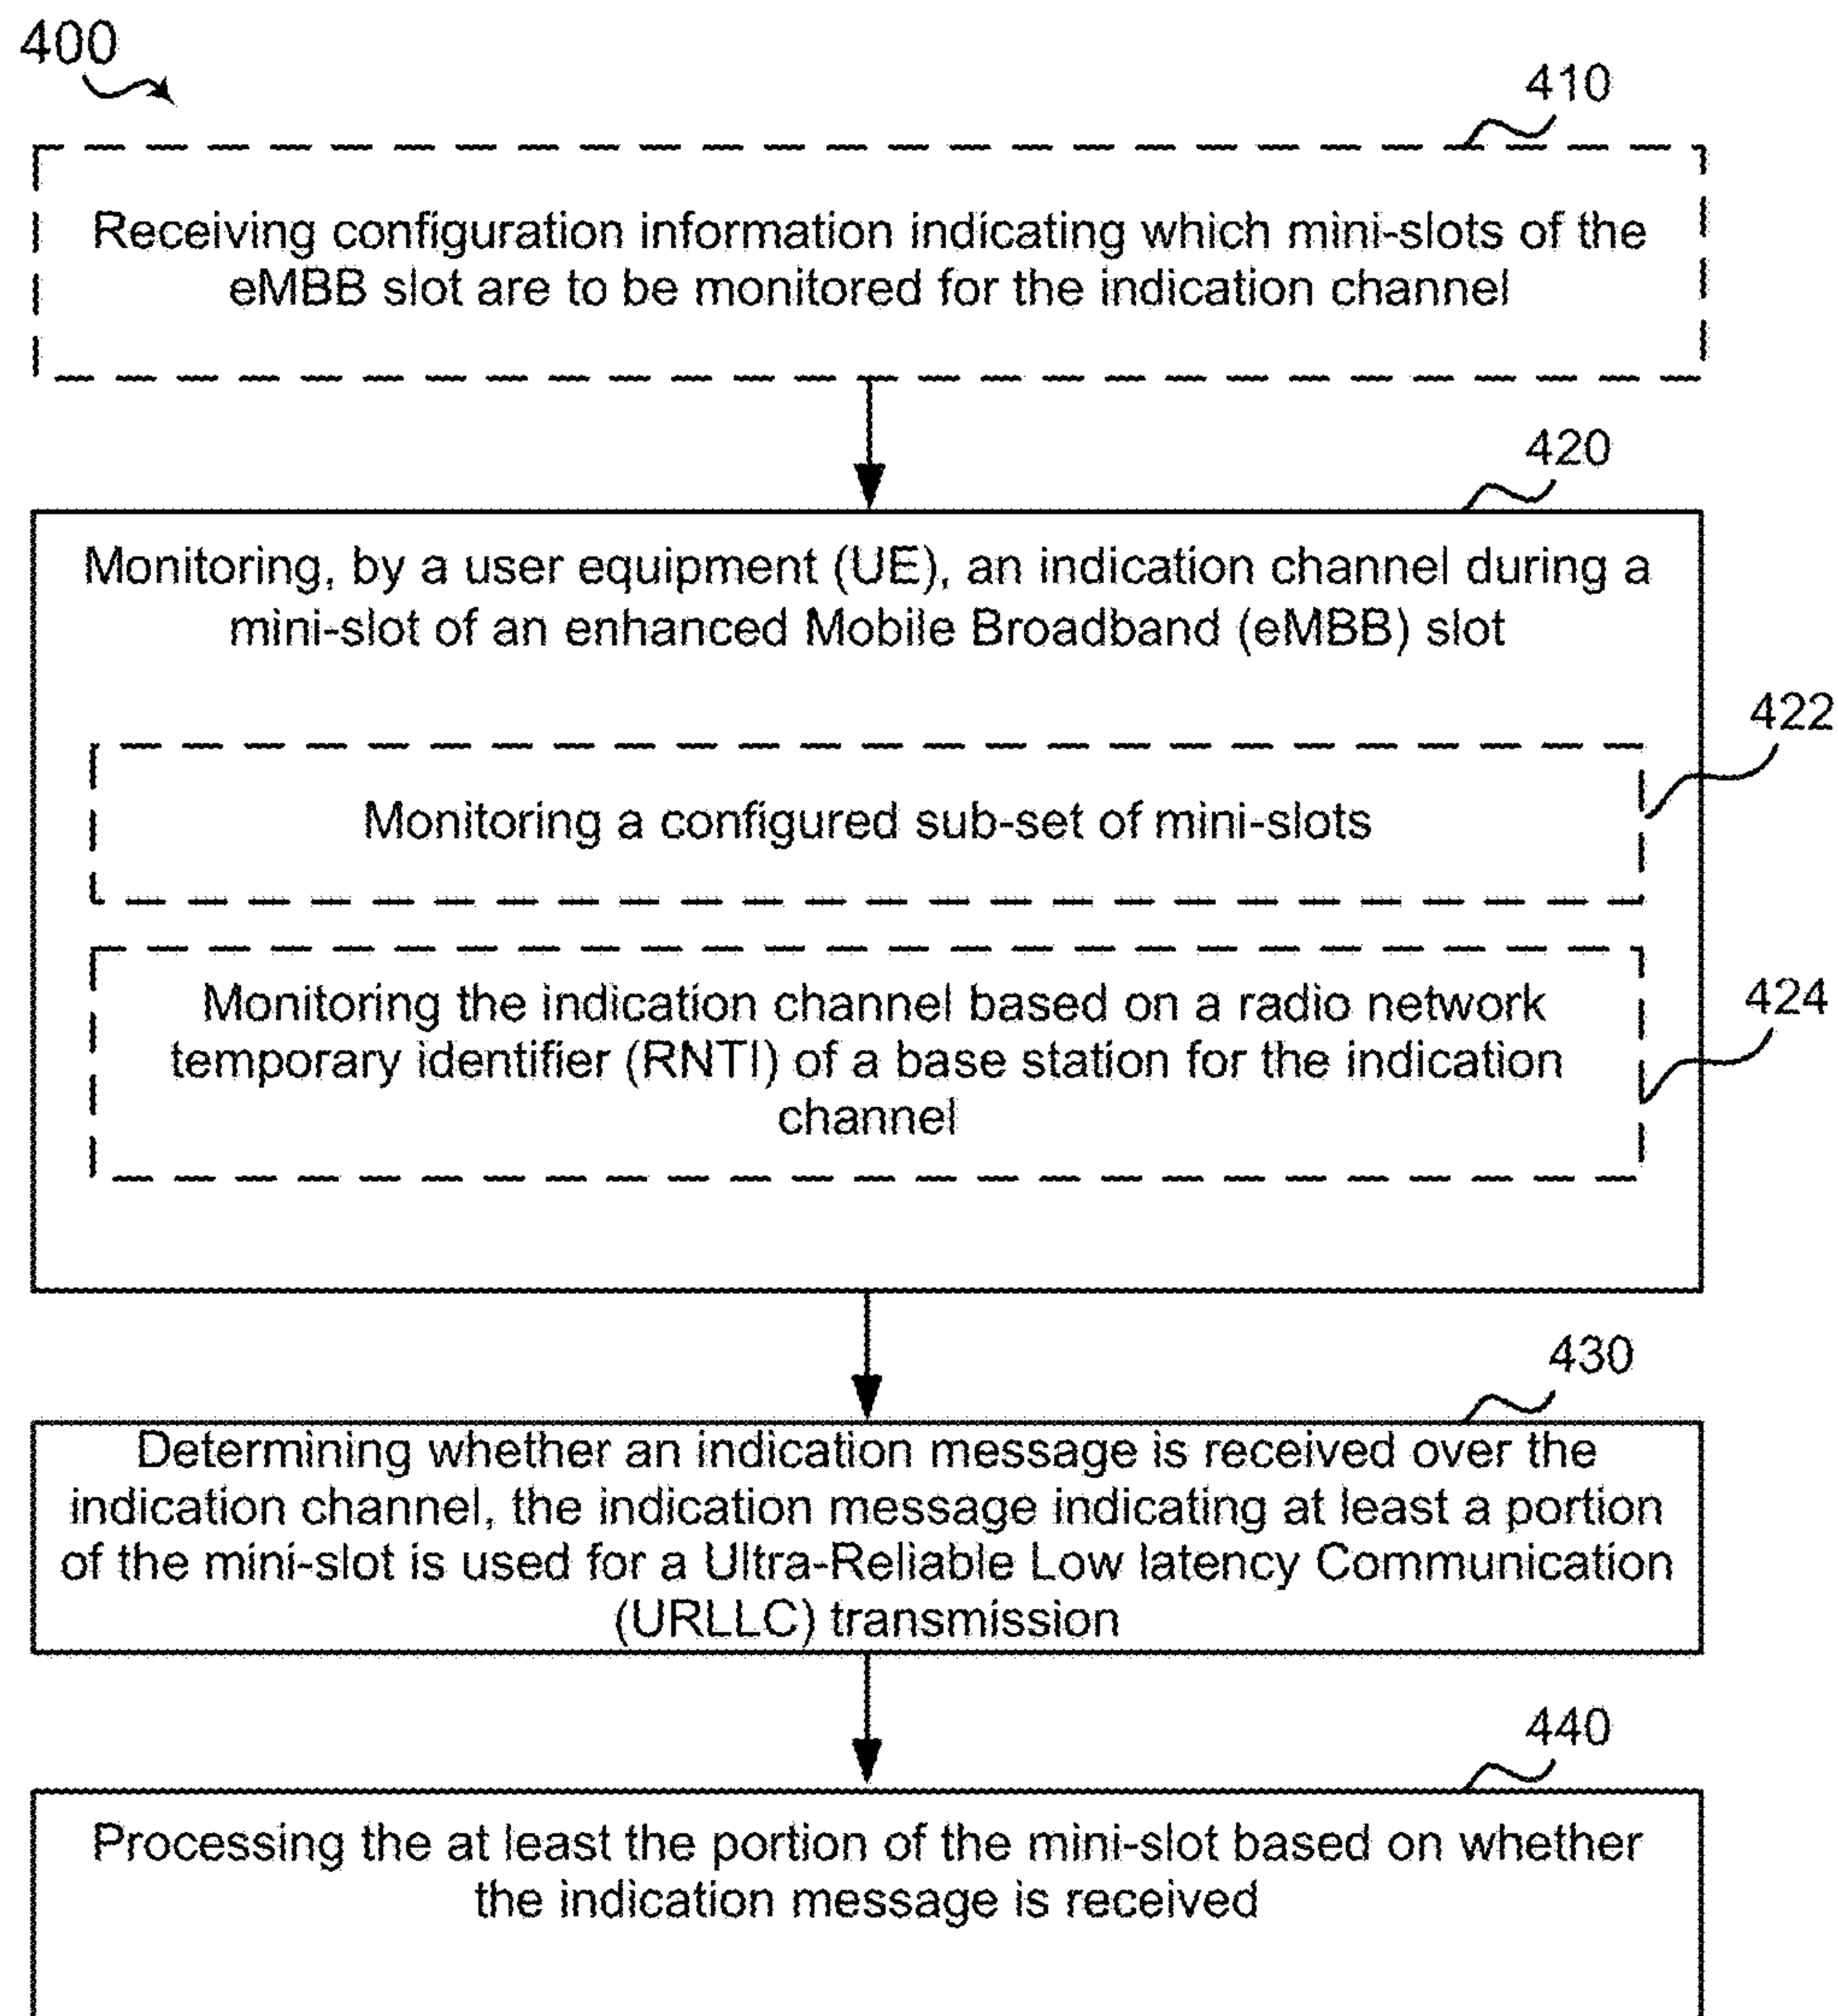 400
410
Receiving configuration information indicating which mini-slots of the
eMBB slot are to be monitored for the indication channel
420
Monitoring, by a user equipment (UE), an indication channel during a
mini-slot of an enhanced Mobile Broadband (eMBB) slot
422
Monitoring a configured sub-set of mini-slots
424
Monitoring the indication channel based on a radio network
temporary identifier (RNTI) of a base station for the indication
channel
430
Determining whether an indication message is received over the
indication channel, the indication message indicating at least a portion
of the mini-slot is used for a Ultra-Reliable Low latency Communication
(URLLC) transmission
440
Processing the at least the portion of the mini-slot based on whether
the indication message is received